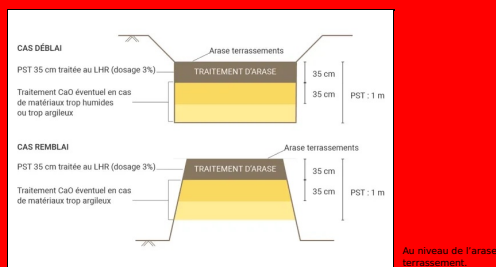 CAS DÉBLAI
Arase terrassements
PST 35 cm traitée au LHR (dosage 3%)
TRAITEMENT D'ARASE
35 cm
Traitement CaO éventuel en cas
de matériaux trop humides
ou trop argileux
35 cm
PST : 1 m
CAS REMBLAI
Arase terrassements
PST 35 cm traitée au LHR (dosage 3%)
TRAITEMENT D'ARASE
35 cm
Traitement CaO éventuel en cas
de matériaux trop argileux
35 cm
PST : 1 m
Au niveau de l'arase
terrassement.